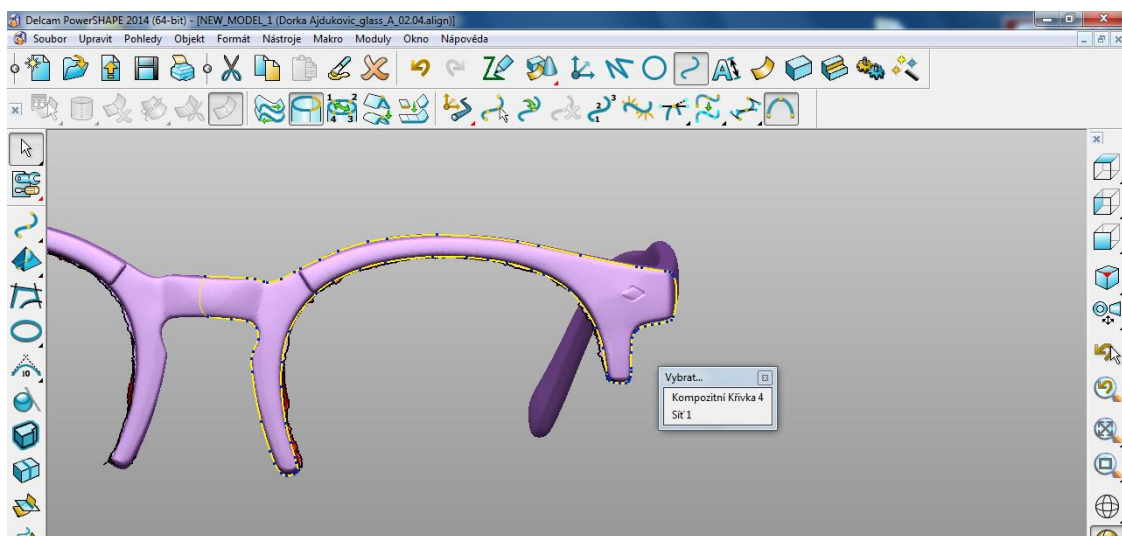 Delcam PowerSHAPE 2014 (64-bit) - [NEW_MODEL_1 (Dorka Ajdukovic_glass_A_02.04.align)]
Soubor Upravit Pohledy Objekt Formát Nástroje Makro Moduly Okno Nápověda
Vybrat...
Kompozitní Křivka 4
Síť 1
10